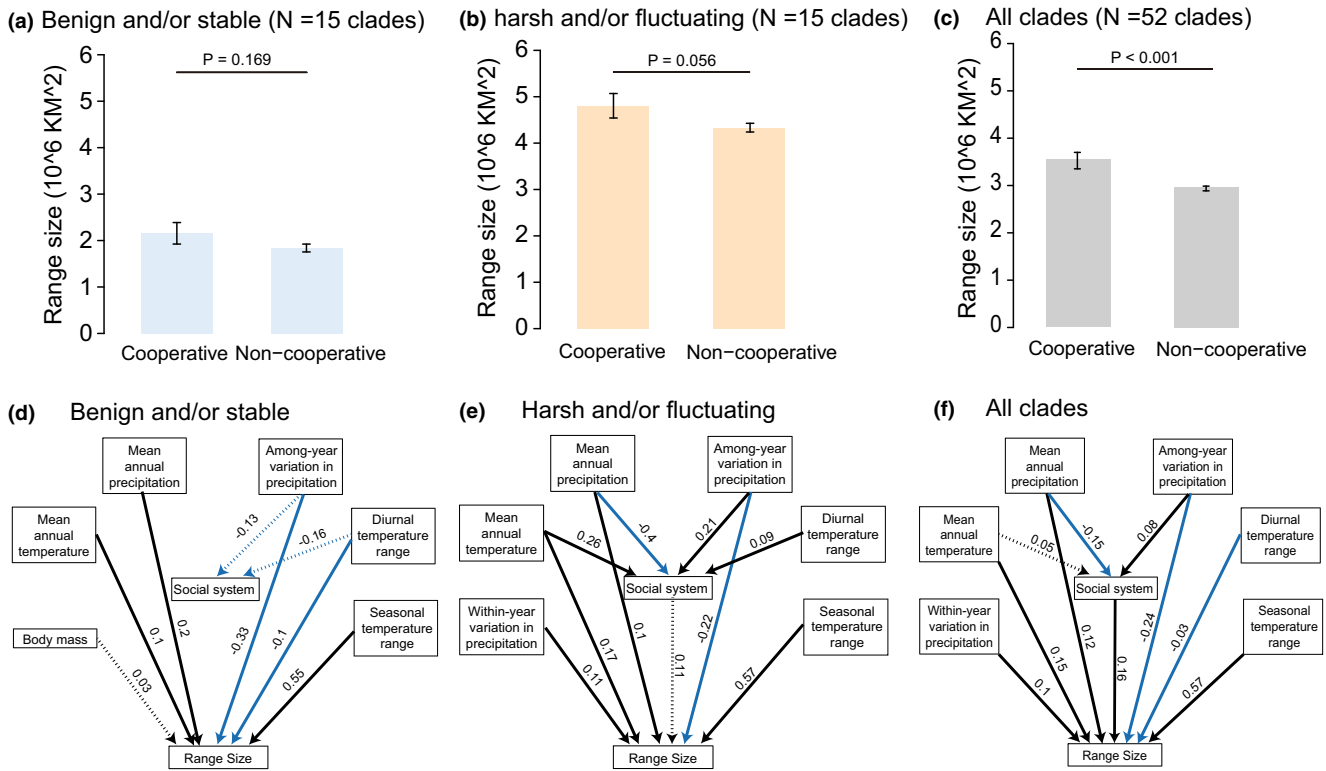 (a) Benign and/or stable (N =15 clades)
Range size (10^6 KM^2)
6
5
4
3
2
1
0
P = 0.169
Cooperative
Non−cooperative
(b) harsh and/or fluctuating (N =15 clades)
Range size (10^6 KM^2)
6
5
4
3
2
1
0
P = 0.056
Cooperative
Non−cooperative
(c) All clades (N =52 clades)
Range size (10^6 KM^2)
6
5
4
3
2
1
0
P < 0.001
Cooperative
Non−cooperative
(d) Benign and/or stable
Mean
annual
precipitation
Among-year
variation in
precipitation
Mean
annual
temperature
Diurnal
temperature
range
-0.13
-0.16
Social system
Body mass
Seasonal
temperature
range
0.03
0.1
0.2
-0.33
-0.1
0.55
Range Size
(e) Harsh and/or fluctuating
Mean
annual
precipitation
Among-year
variation in
precipitation
Mean
annual
temperature
Diurnal
temperature
range
0.26
-0.4
0.21
0.09
Social system
Within-year
variation in
precipitation
Seasonal
temperature
range
0.11
0.17
0.1
0.11
-0.22
0.57
Range Size
(f) All clades
Mean
annual
precipitation
Among-year
variation in
precipitation
Mean
annual
temperature
Diurnal
temperature
range
0.05
-0.15
0.08
Social system
Within-year
variation in
precipitation
Seasonal
temperature
range
0.1
0.15
0.12
0.16
-0.24
-0.03
0.57
Range Size